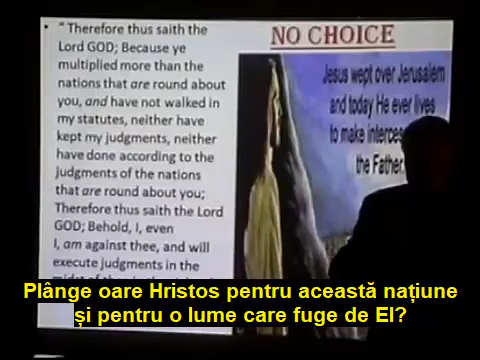 " Therefore thus saith the
Lord GOD; Because ye
multiplied more than the
nations that are round about
you, and have not walked in
my statutes, neither have
kept my judgments, neither
have done according to the
judgments of the nations
that are round about you;
Therefore thus saith the Lord
GOD; Behold, I, even
I, am against thee, and will
execute judgments in the
NO CHOICE
Jesus wept over Jerusalem
and today He ever lives
to make
the Father.
Plânge oare Hristos pentru această națiune
și pentru o lume care fuge de El?